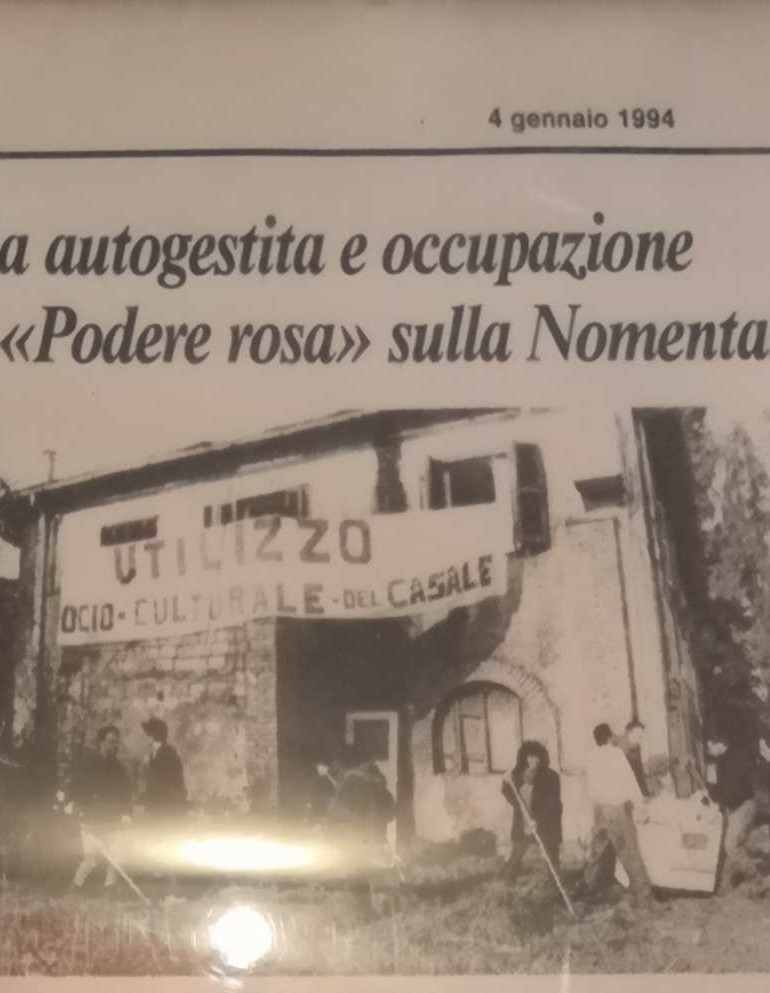 4 gennaio 1994
a autogestita e occupazione
«Podere rosa» sulla Nomenta
UTILIZZO
OCIO-CULTURALE-DEL CASALE